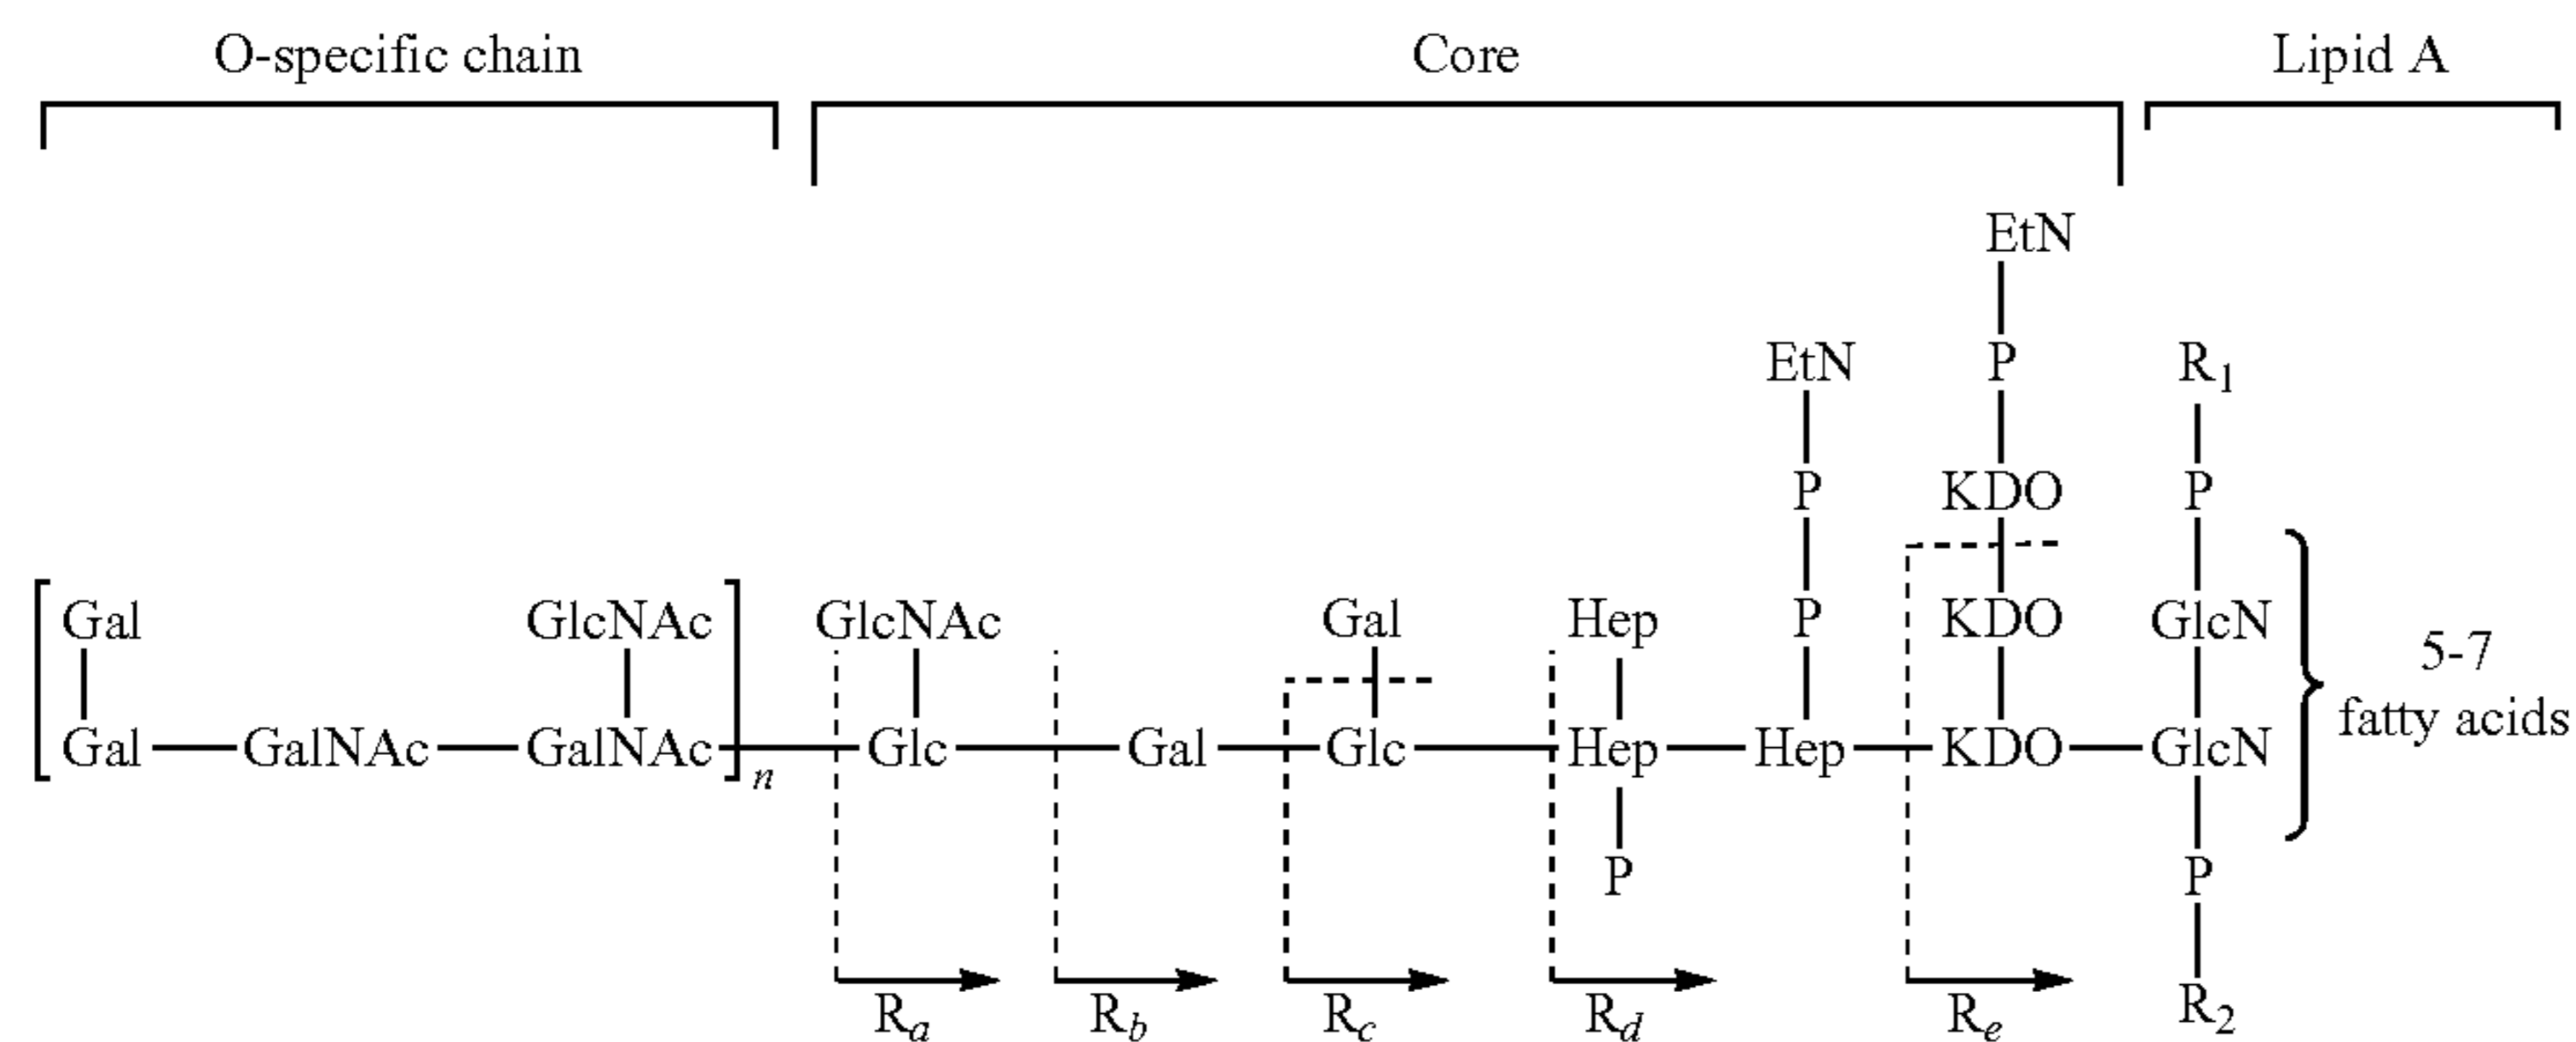 O-specific chain Core Lipid A
EtN
EtN P R1
P KDO P
Gal GlcNAc GlcNAc Gal Hep P KDO GlcN
5-7
fatty acids
Gal GalNAc GalNAc n Glc Gal Glc Hep Hep KDO GlcN
P P
Ra Rb Rc Rd Re R2